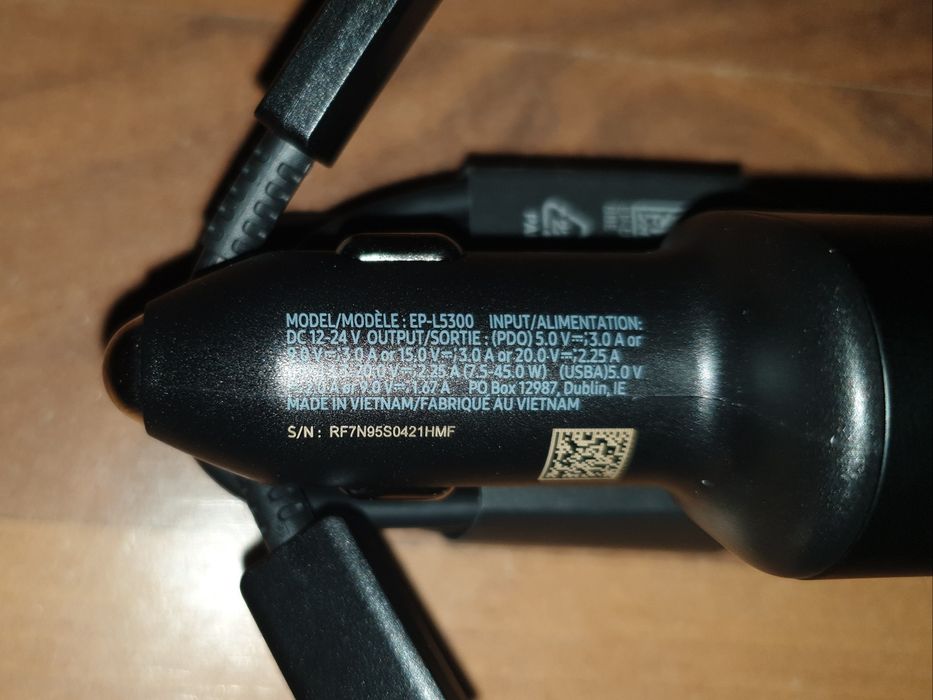 MODEL/MODÈLE : EP-L5300 INPUT/ALIMENTATION:
DC 12-24 V OUTPUT/SORTIE : (PDO) 5.0 V⎓;3.0 A or
9.0 V⎓;3.0 A or 15.0 V⎓;3.0 A or 20.0 V⎓;2.25 A
20.0 V⎓;2.25 A (7.5-45.0 W) (USBA)5.0 V
⎓;2.0 A or 9.0 V⎓;1.67 A PO Box 12987, Dublin, IE
MADE IN VIETNAM/FABRIQUÉ AU VIETNAM
S/N : RF7N95S0421HMF